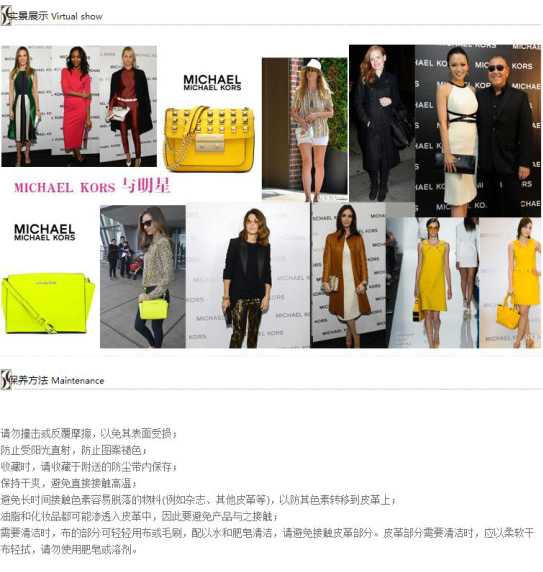 实景展示 Virtual show
MICHAEL
MICHAEL KORS
MICHAEL KORS 与明星
MICHAEL
MICHAEL KORS
保养方法 Maintenance
请勿撞击或反覆摩擦，以免其表面受损；
防止受阳光直射，防止图案褪色；
收藏时，请收藏于附送的防尘带内保存；
保持干爽，避免直接接触高温；
避免长时间接触色素容易脱落的物料(例如杂志、其他皮革等)，以防其色素转移到皮革上；
油脂和化妆品都可能渗透入皮革中，因此要避免产品与之接触；
需要清洁时，布的部分可轻轻用布或毛刷，配以水和肥皂清洁，请避免接触皮革部分。皮革部分需要清洁时，应以柔软干
布轻拭，请勿使用肥皂或溶剂。